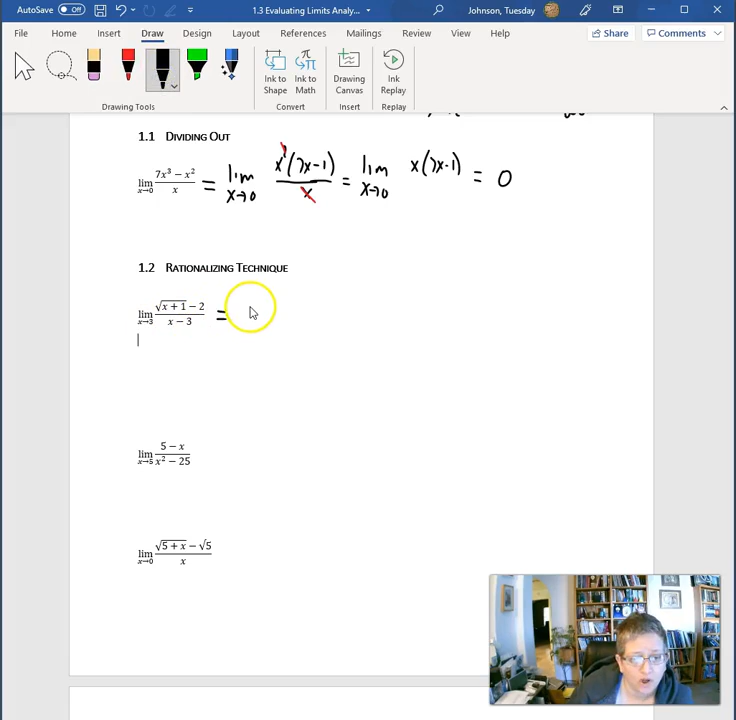 AutoSave Off 1.3 Evaluating Limits Analy... Johnson, Tuesday
File Home Insert Draw Design Layout References Mailings Review View Help Share Comments
Ink to Shape Ink to Math Drawing Canvas Ink Replay
Drawing Tools Convert Insert Replay
1.1 DIVIDING OUT
lim x→0 (7x³ − x²)/x = lim x→0 x²(7x-1)/x = lim x→0 x(7x-1) = 0
1.2 RATIONALIZING TECHNIQUE
lim x→3 (√(x + 1) − 2)/(x − 3) =
lim x→5 (5 − x)/(x² − 25)
lim x→0 (√(5 + x) − √5)/x